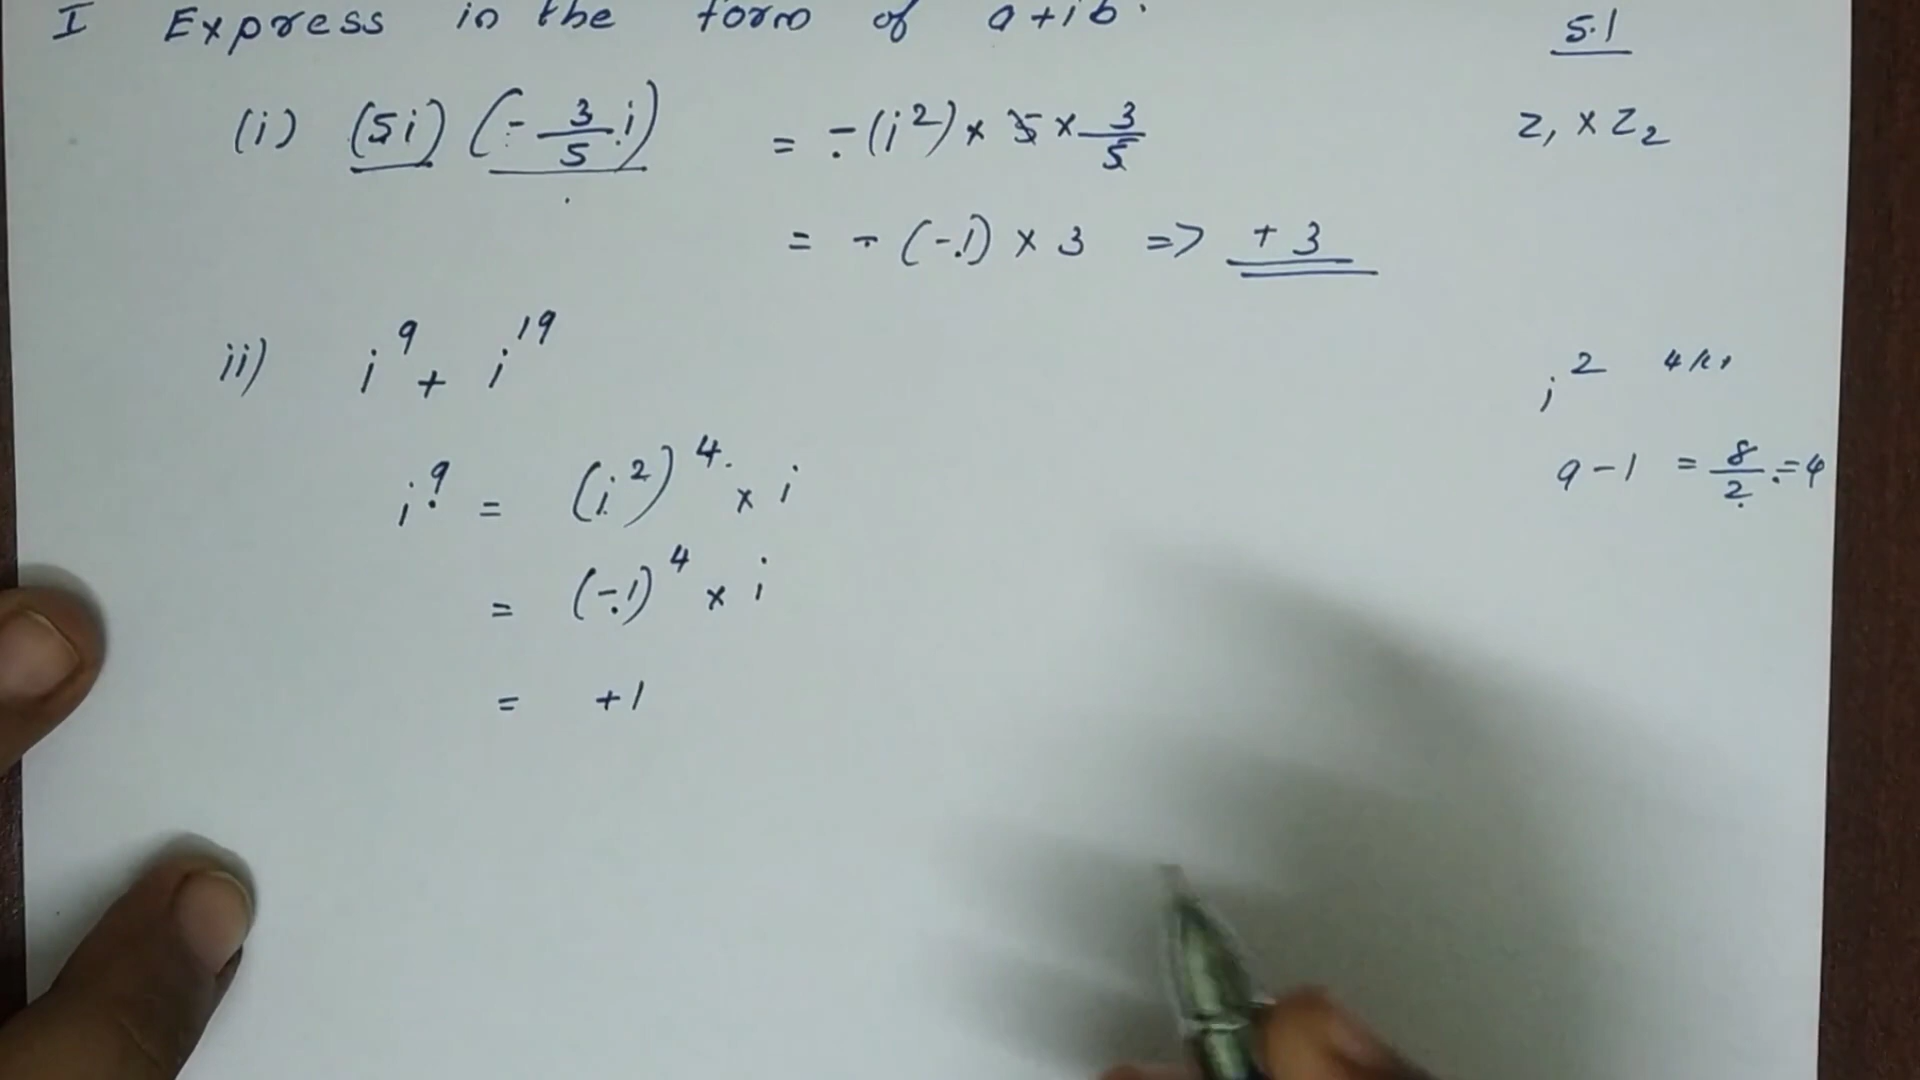 I Express in the form of a+ib.
5.1
(i) (5i) (-3/5 i) = -(i²) × 5 × 3/5
z₁ × z₂
= - (-1) × 3 => + 3
ii) i⁹ + i¹⁹
i²
i⁹ = (i²)⁴ × i
9 - 1 = 8/2 = 4
= (-1)⁴ × i
= +1